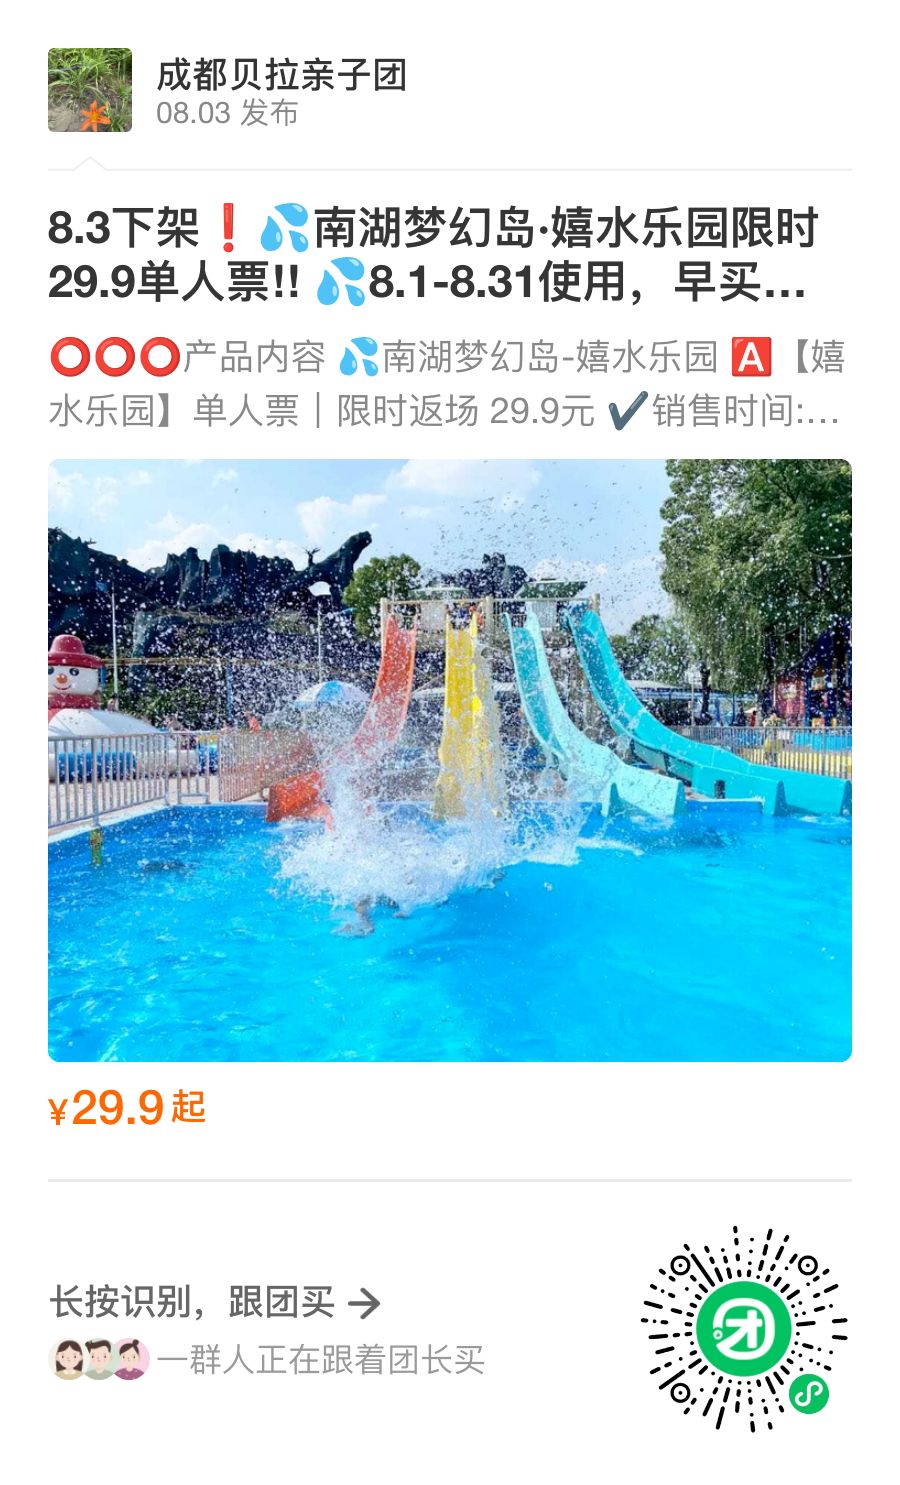 成都贝拉亲子团
08.03 发布
8.3下架❗💦南湖梦幻岛·嬉水乐园限时
29.9单人票!! 💦8.1-8.31使用，早买...
⭕⭕⭕产品内容 💦南湖梦幻岛-嬉水乐园 🅰【嬉
水乐园】单人票｜限时返场 29.9元 ✔销售时间:...
¥29.9 起
长按识别，跟团买 →
一群人正在跟着团长买
团